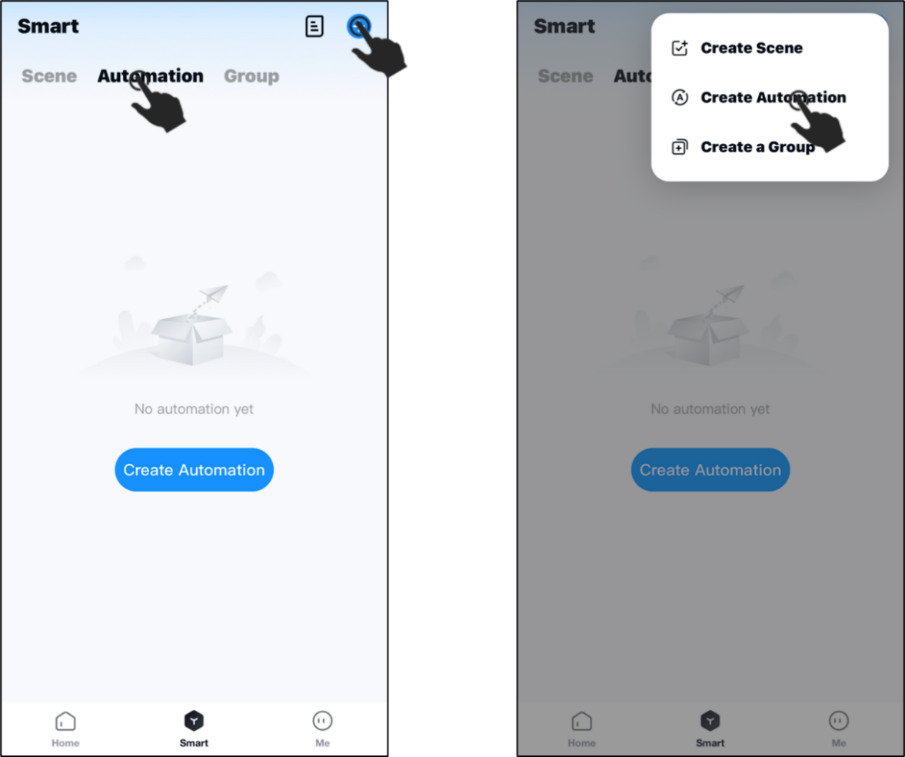 Smart
Scene Automation Group
No automation yet
Create Automation
Home Smart Me
Smart
Create Scene
Scene Auto
Create Automation
Create a Group
No automation yet
Create Automation
Home Smart Me